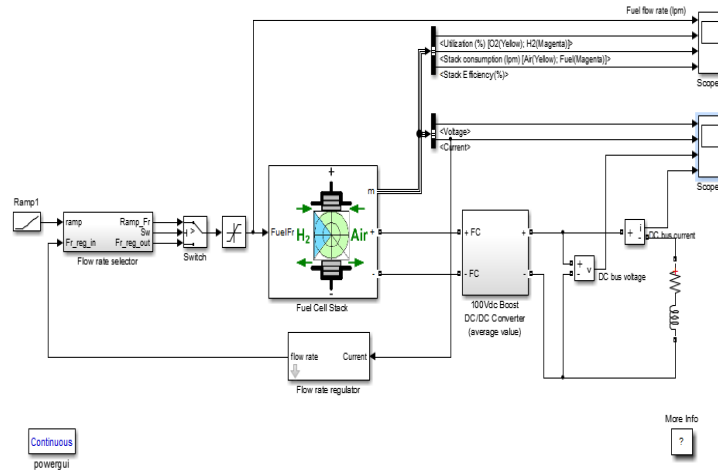 Fuel flow rate (lpm)
<Utilization (%) [O2(Yellow); H2(Magenta)]>
<Stack consumption (lpm) [Air(Yellow); Fuel(Magenta)]>
<Stack Efficiency(%)>
Scope
<Voltage>
<Current>
Scope
Ramp1
ramp
Fr_reg_in
Ramp_Fr
Sw
Fr_reg_out
Flow rate selector
>
Switch
+
m
FuelFr
H2
Air
+
-
-
Fuel Cell Stack
+ FC
- FC
+
-
100Vdc Boost
DC/DC Converter
(average value)
+
-
i
DC bus current
+
-
v
DC bus voltage
flow rate
Current
Flow rate regulator
Continuous
powergui
More Info
?